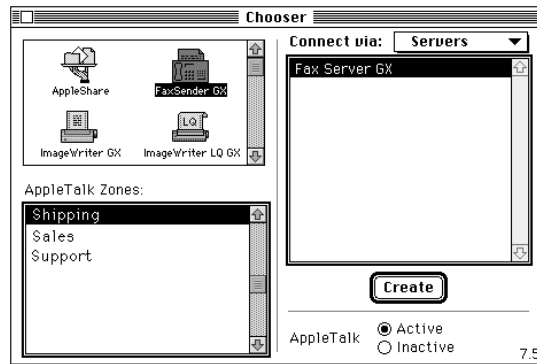 Chooser
AppleShare
FaxSender GX
ImageWriter GX
ImageWriter LQ GX
LQ
AppleTalk Zones:
Shipping
Sales
Support
Connect via:
Servers
Fax Server GX
Create
AppleTalk
Active
Inactive
7.5